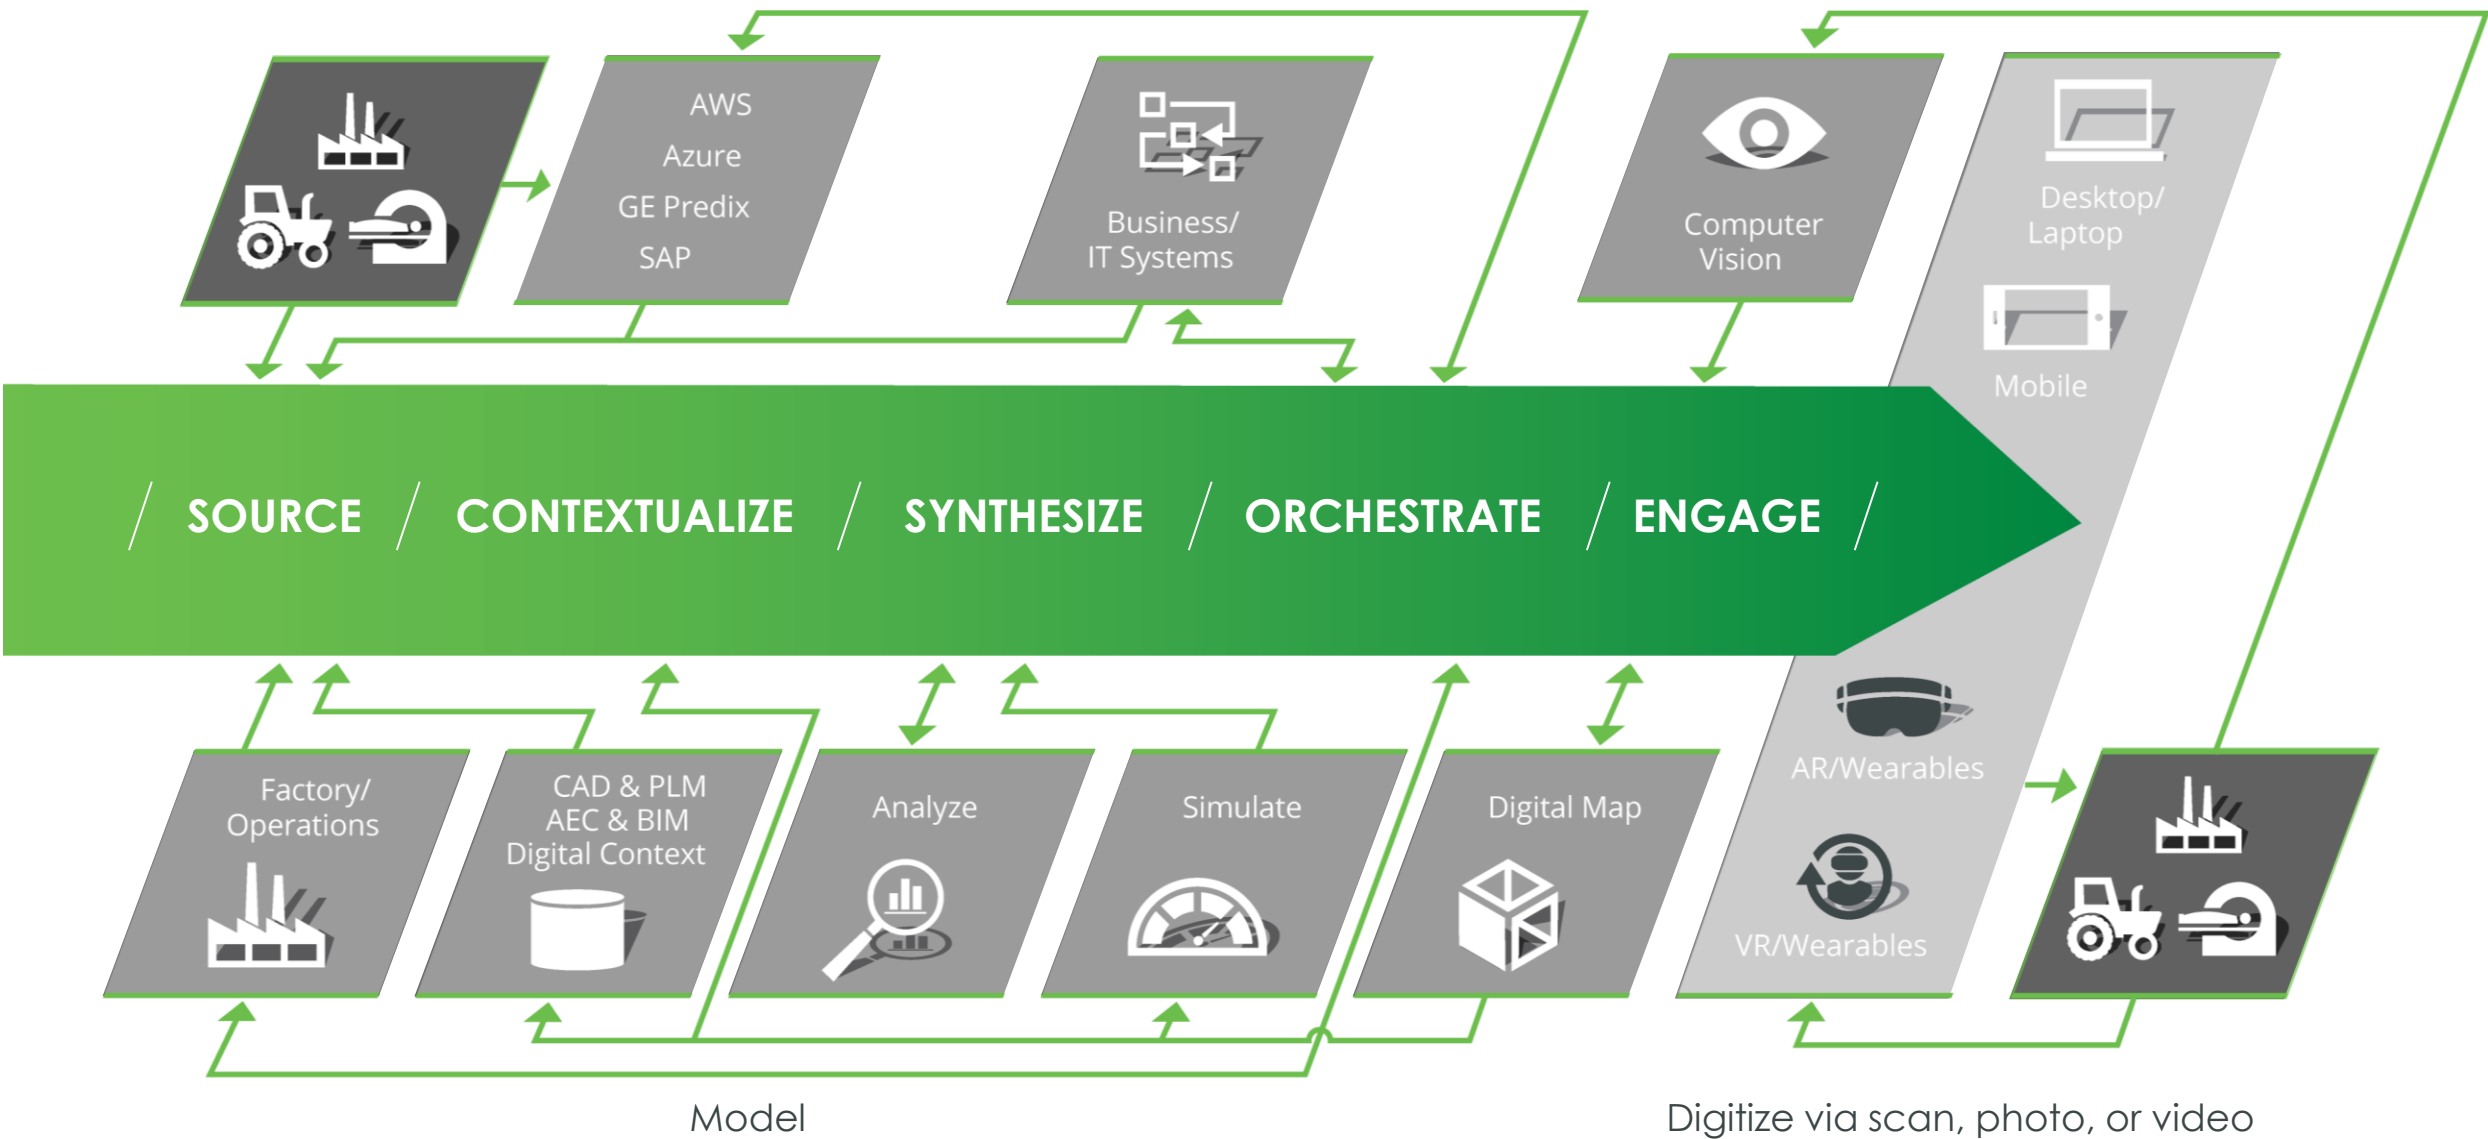 AWS
Azure
GE Predix
SAP
Business/
IT Systems
Computer
Vision
Desktop/
Laptop
Mobile
SOURCE
CONTEXTUALIZE
SYNTHESIZE
ORCHESTRATE
ENGAGE
Factory/
Operations
CAD & PLM
AEC & BIM
Digital Context
Analyze
Simulate
Digital Map
AR/Wearables
VR/Wearables
Model
Digitize via scan, photo, or video